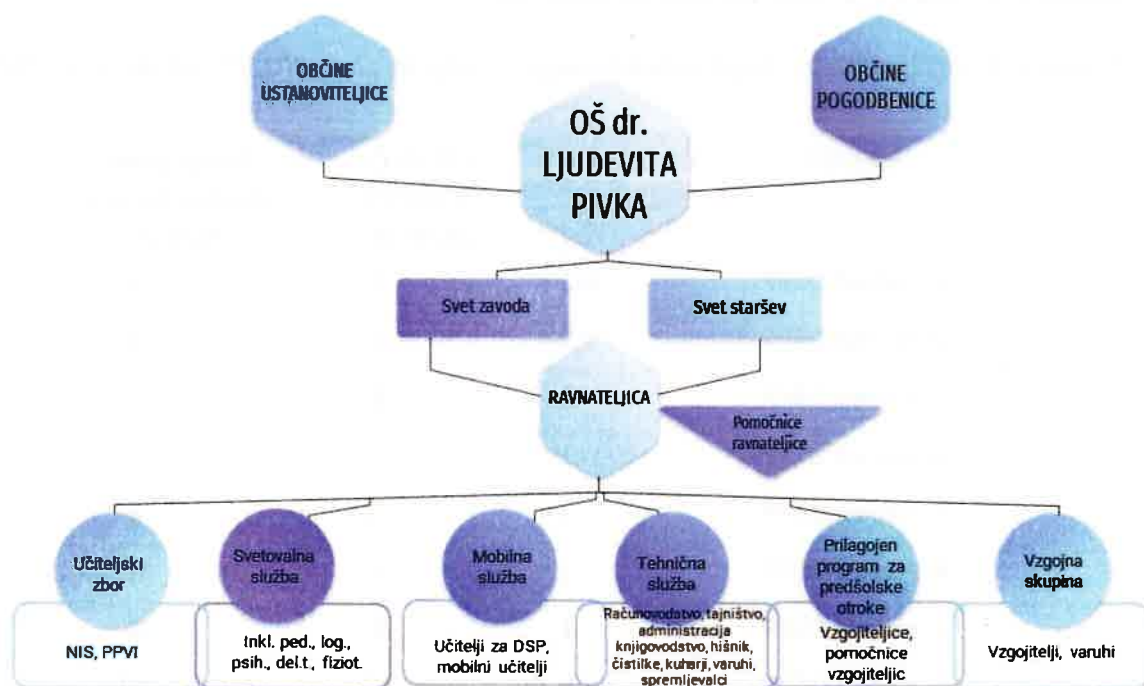 OBČINE
USTANOVITELJICE
OBČINE
POGODBENICE
OŠ dr.
LJUDEVITA
PIVKA
Svet zavoda
Svet staršev
RAVNATELJICA
Pomočnice
ravnateljice
Učiteljski
zbor
NIS, PPVI
Svetovalna
služba
Inkl. ped., log.,
psih., del.t., fiziot.
Mobilna
služba
Učitelji za DSP,
mobilni učitelji
Tehnična
služba
Računovodstvo, tajništvo,
administracija
knjigovodstvo, hišnik,
čistilke, kuharji, varuhi,
spremljevalci
Prilagojen
program za
predšolske
otroke
Vzgojiteljice,
pomočnice
vzgojiteljic
Vzgojna
skupina
Vzgojitelji, varuhi